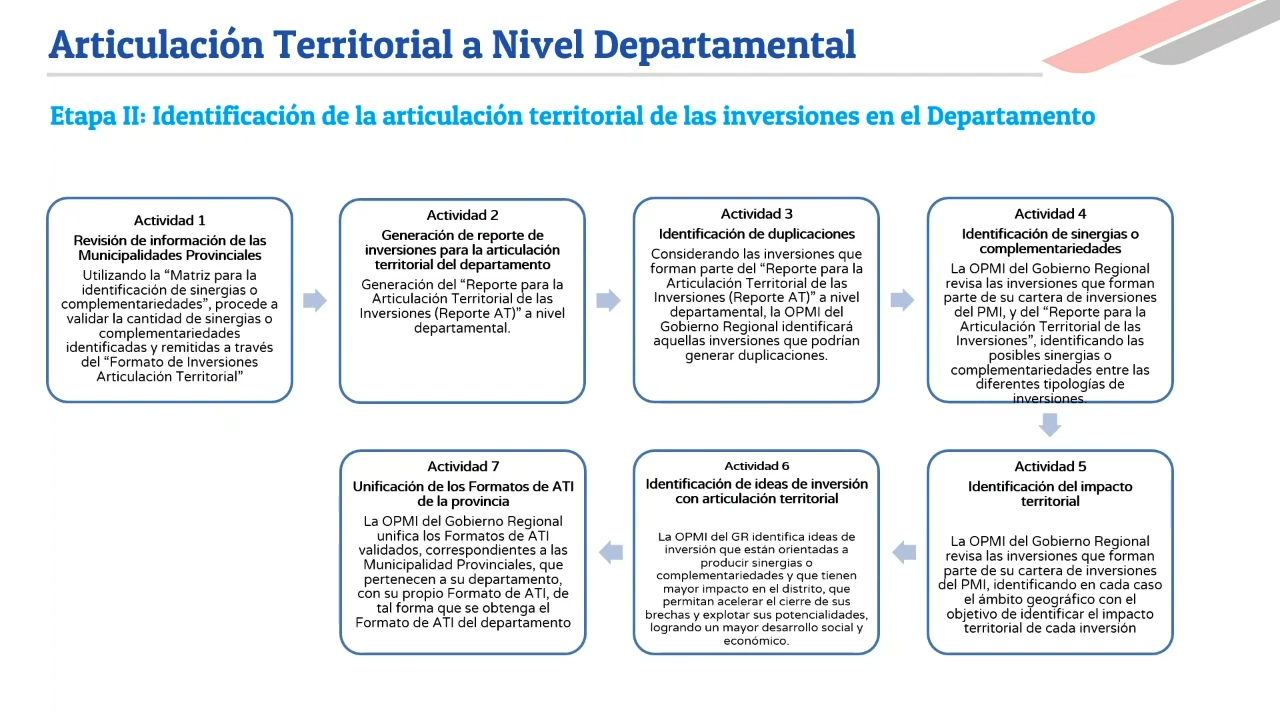 Articulación Territorial a Nivel Departamental
Etapa II: Identificación de la articulación territorial de las inversiones en el Departamento
Actividad 1
Revisión de información de las
Municipalidades Provinciales
Utilizando la “Matriz para la
identificación de sinergias o
complementariedades”, procede a
validar la cantidad de sinergias o
complementariedades
identificadas y remitidas a través
del “Formato de Inversiones
Articulación Territorial”
Actividad 2
Generación de reporte de
inversiones para la articulación
territorial del departamento
Generación del “Reporte para la
Articulación Territorial de las
Inversiones (Reporte AT)” a nivel
departamental.
Actividad 3
Identificación de duplicaciones
Considerando las inversiones que
forman parte del “Reporte para la
Articulación Territorial de las
Inversiones (Reporte AT)” a nivel
departamental, la OPMI del
Gobierno Regional identificará
aquellas inversiones que podrían
generar duplicaciones.
Actividad 4
Identificación de sinergias o
complementariedades
La OPMI del Gobierno Regional
revisa las inversiones que forman
parte de su cartera de inversiones
del PMI, y del “Reporte para la
Articulación Territorial de las
Inversiones”, identificando las
posibles sinergias o
complementariedades entre las
diferentes tipologías de
inversiones.
Actividad 5
Identificación del impacto
territorial
La OPMI del Gobierno Regional
revisa las inversiones que forman
parte de su cartera de inversiones
del PMI, identificando en cada caso
el ámbito geográfico con el
objetivo de identificar el impacto
territorial de cada inversión
Actividad 6
Identificación de ideas de inversión
con articulación territorial
La OPMI del GR identifica ideas de
inversión que están orientadas a
producir sinergias o
complementariedades y que tienen
mayor impacto en el distrito, que
permitan acelerar el cierre de sus
brechas y explotar sus potencialidades,
logrando un mayor desarrollo social y
económico.
Actividad 7
Unificación de los Formatos de ATI
de la provincia
La OPMI del Gobierno Regional
unifica los Formatos de ATI
validados, correspondientes a las
Municipalidad Provinciales, que
pertenecen a su departamento,
con su propio Formato de ATI, de
tal forma que se obtenga el
Formato de ATI del departamento